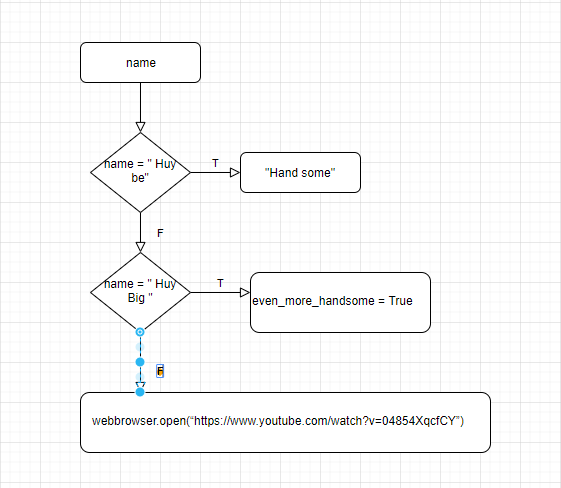 name
name = " Huy
be"
T
"Hand some"
F
name = " Huy
Big "
T
even_more_handsome = True
F
webbrowser.open(“https://www.youtube.com/watch?v=04854XqcfCY”)